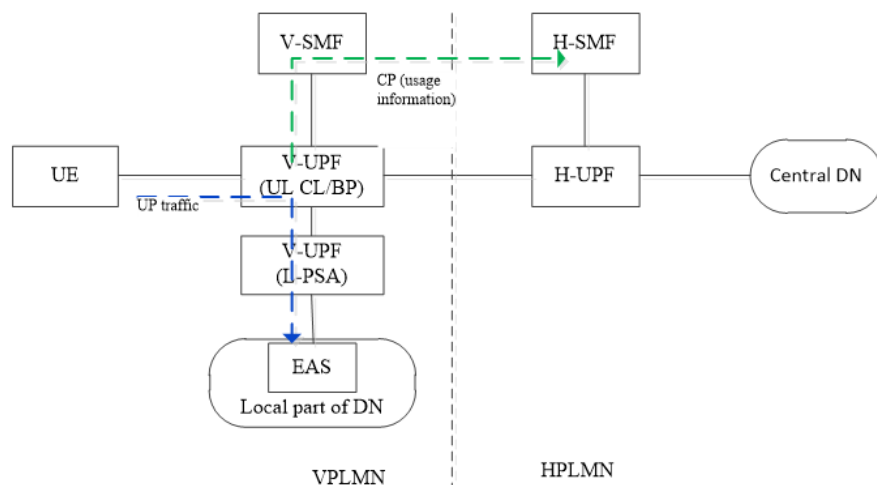 V-SMF
H-SMF
CP (usage
information)
UE
V-UPF
(UL CL/BP)
H-UPF
Central DN
UP traffic
V-UPF
(L-PSA)
EAS
Local part of DN
VPLMN
HPLMN